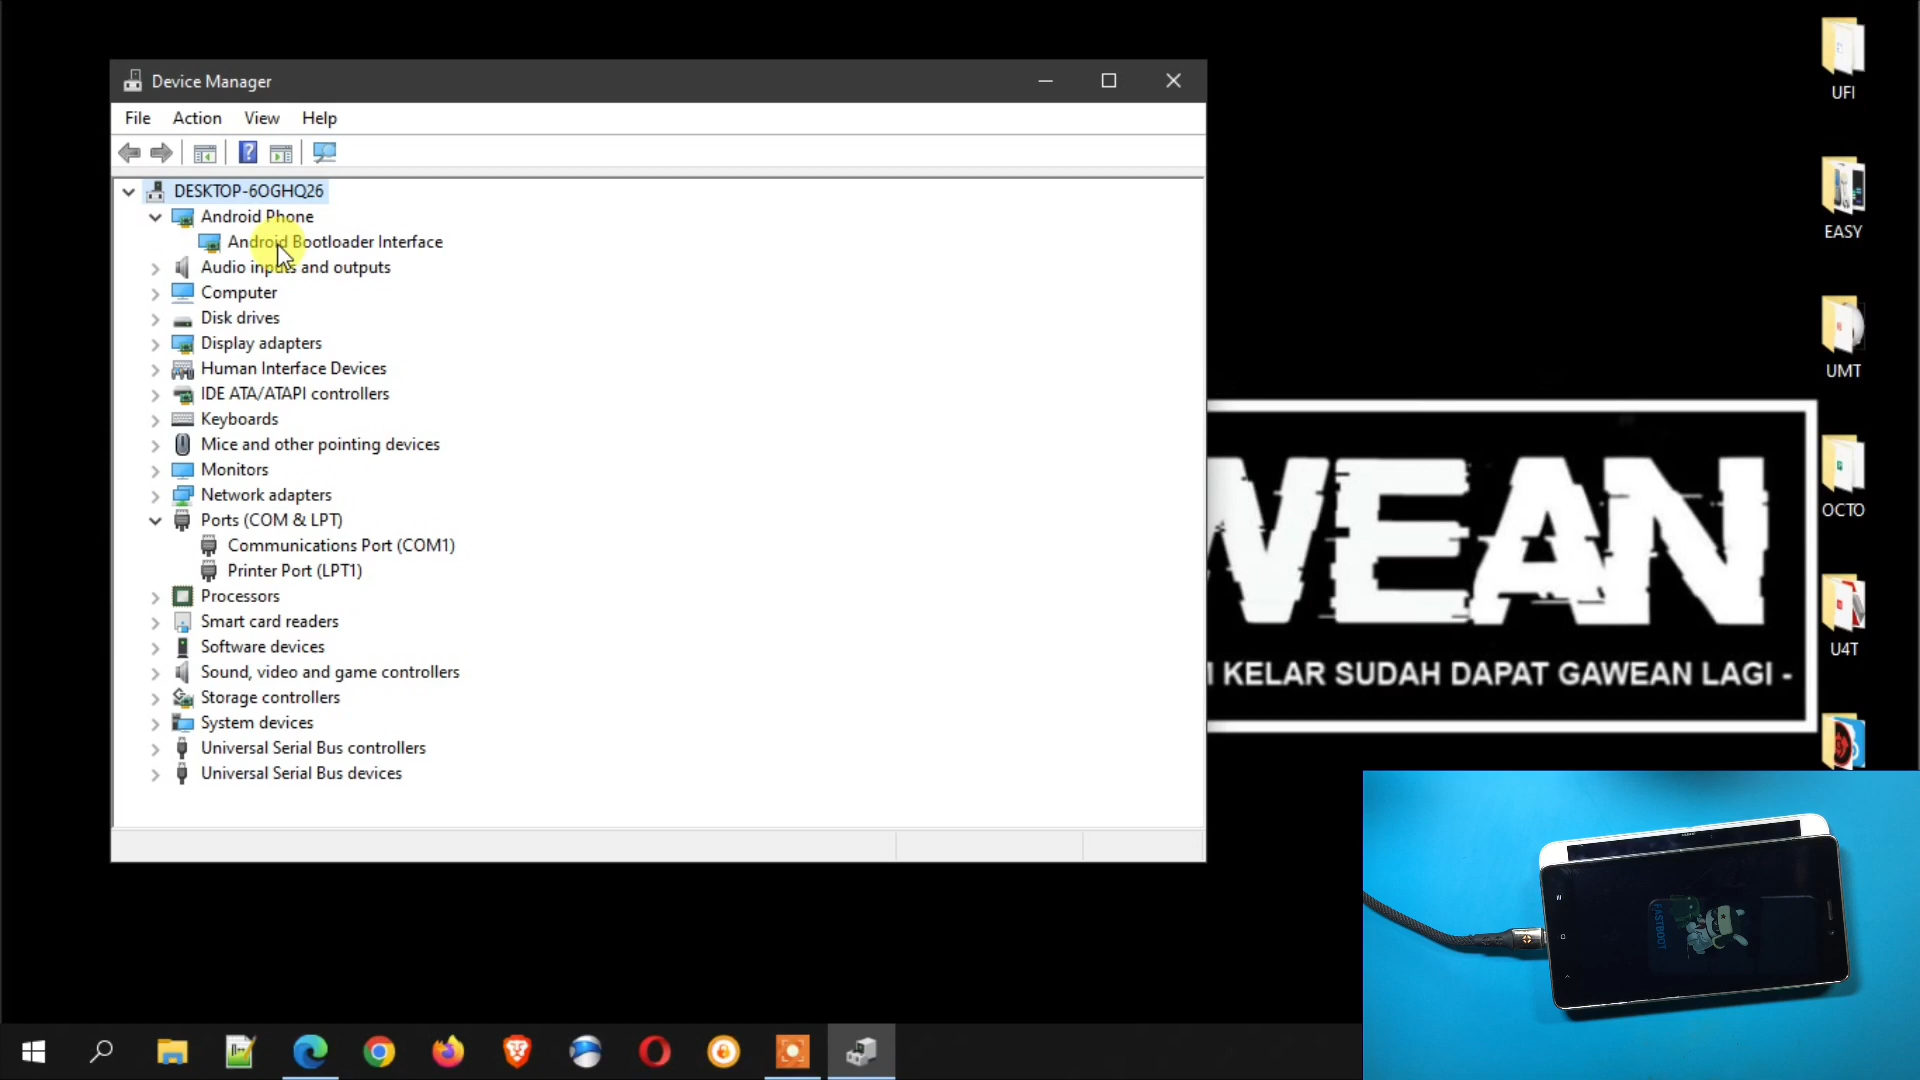 Device Manager
File Action View Help
DESKTOP-6OGHQ26
Android Phone
Android Bootloader Interface
Audio inputs and outputs
Computer
Disk drives
Display adapters
Human Interface Devices
IDE ATA/ATAPI controllers
Keyboards
Mice and other pointing devices
Monitors
Network adapters
Ports (COM & LPT)
Communications Port (COM1)
Printer Port (LPT1)
Processors
Smart card readers
Software devices
Sound, video and game controllers
Storage controllers
System devices
Universal Serial Bus controllers
Universal Serial Bus devices
UFI
EASY
UMT
OCTO
U4T
WEAN
KELAR SUDAH DAPAT GAWEAN LAGI -
FASTBOOT